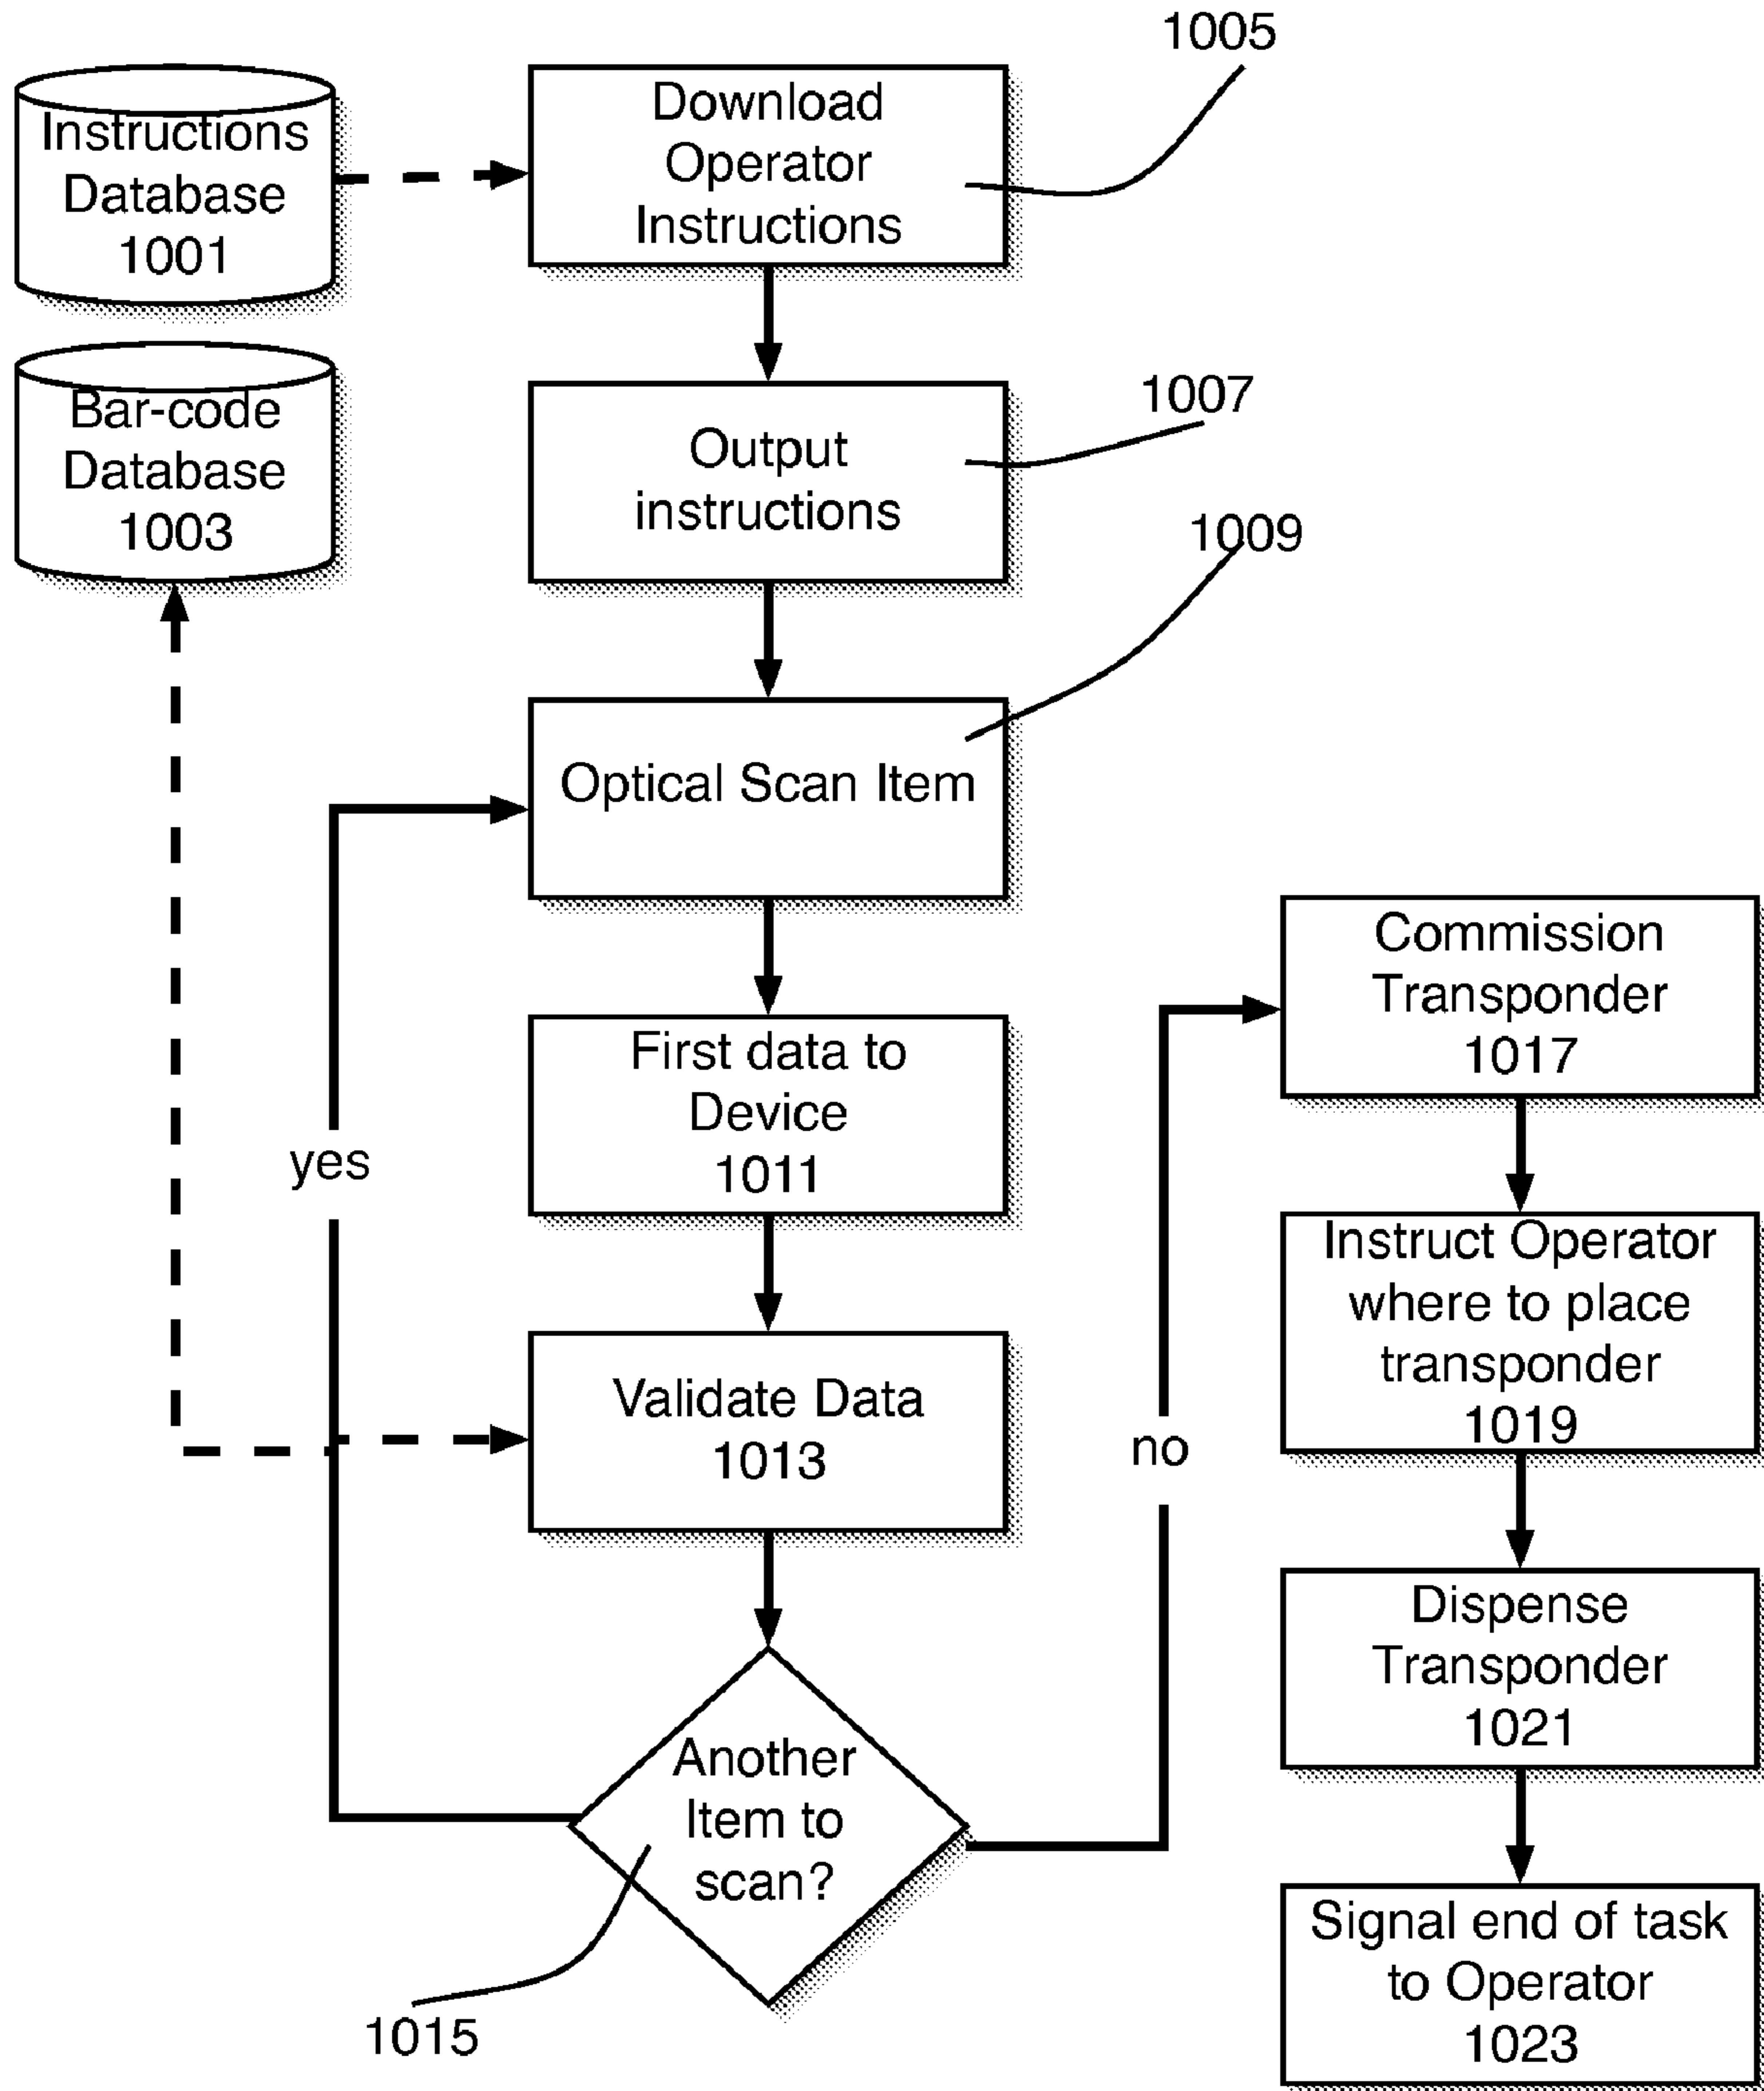 1005
Instructions
Database
1001
Download
Operator
Instructions
Bar-code
Database
1003
1007
Output
instructions
1009
Optical Scan Item
First data to
Device
1011
yes
Validate Data
1013
Another
Item to
scan?
1015
no
Commission
Transponder
1017
Instruct Operator
where to place
transponder
1019
Dispense
Transponder
1021
Signal end of task
to Operator
1023